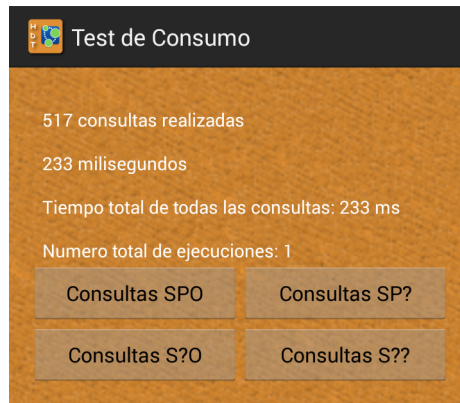 HDT Test de Consumo
517 consultas realizadas
233 milisegundos
Tiempo total de todas las consultas: 233 ms
Numero total de ejecuciones: 1
Consultas SPO Consultas SP?
Consultas S?O Consultas S??